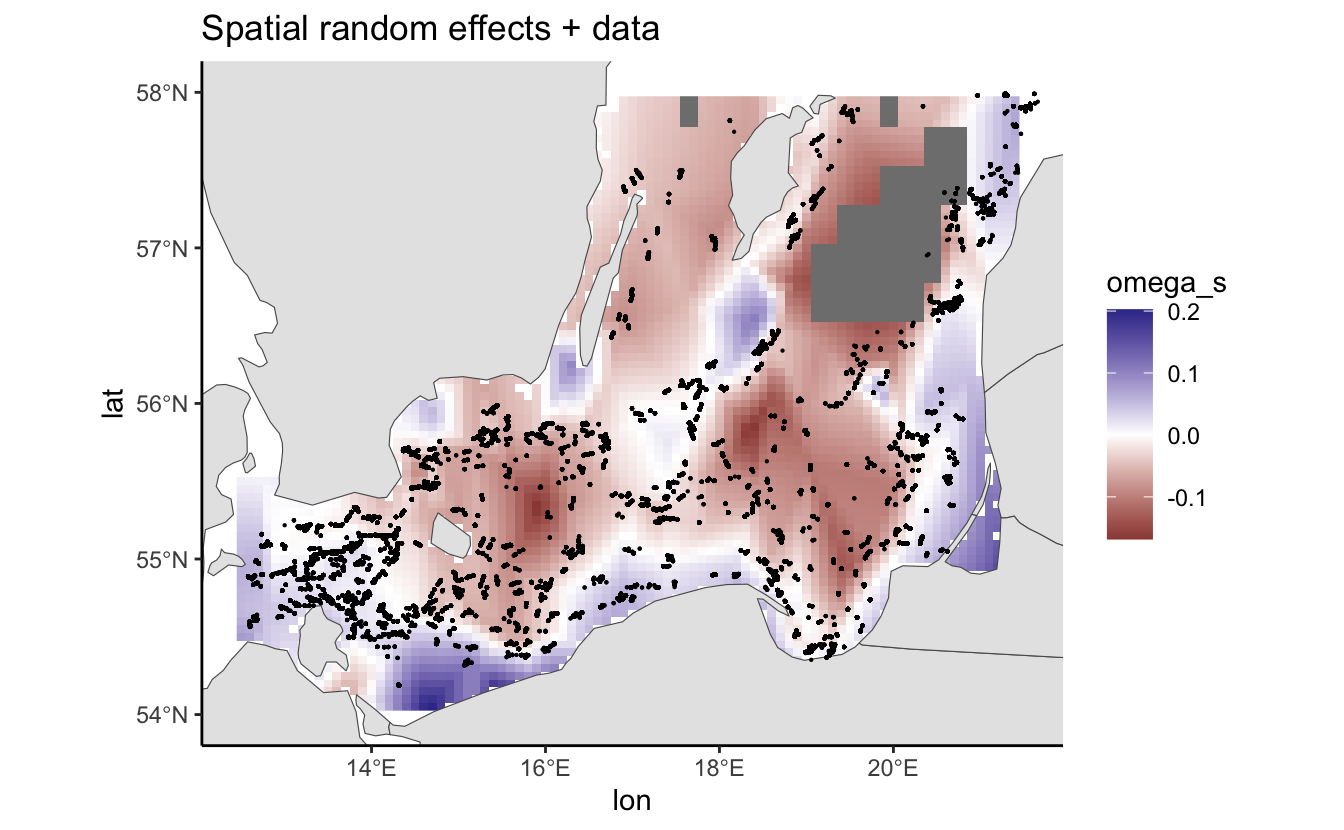 Spatial random effects + data
58°N
57°N
56°N
55°N
54°N
lat
14°E
16°E
18°E
20°E
lon
omega_s
0.2
0.1
0.0
-0.1